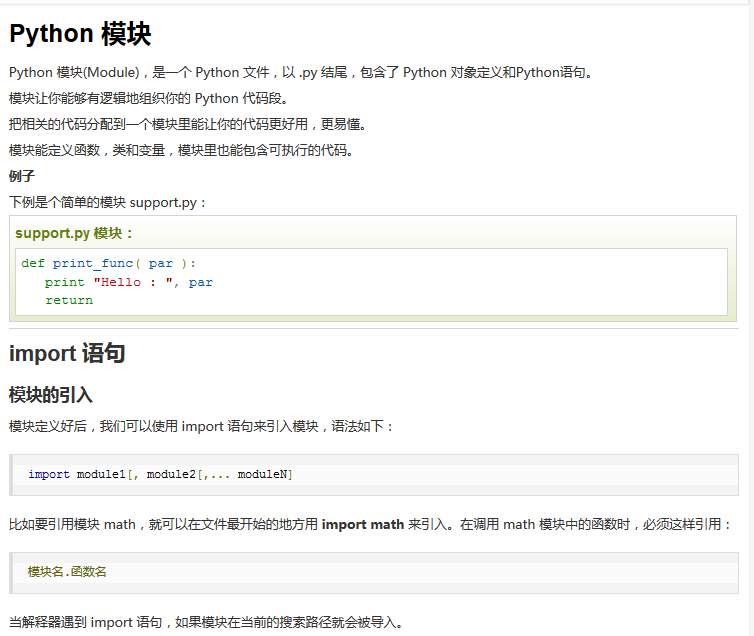 Python 模块
Python 模块(Module)，是一个 Python 文件，以 .py 结尾，包含了 Python 对象定义和Python语句。
模块让你能够有逻辑地组织你的 Python 代码段。
把相关的代码分配到一个模块里能让你的代码更好用，更易懂。
模块能定义函数，类和变量，模块里也能包含可执行的代码。
例子
下例是个简单的模块 support.py：
support.py 模块：
def print_func( par ):
   print "Hello : ", par
   return
import 语句
模块的引入
模块定义好后，我们可以使用 import 语句来引入模块，语法如下：
import module1[, module2[,... moduleN]
比如要引用模块 math，就可以在文件最开始的地方用 import math 来引入。在调用 math 模块中的函数时，必须这样引用：
模块名.函数名
当解释器遇到 import 语句，如果模块在当前的搜索路径就会被导入。